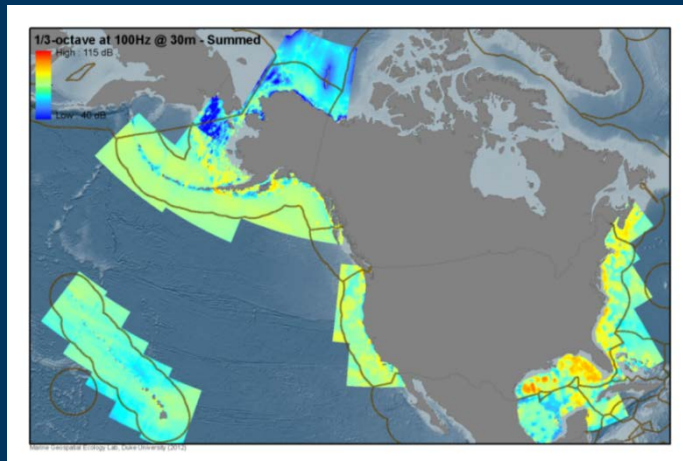 1/3-octave at 100Hz @ 30m - Summed
High : 115 dB
Low : 40 dB
Marine Geospatial Ecology Lab, Duke University (2012)